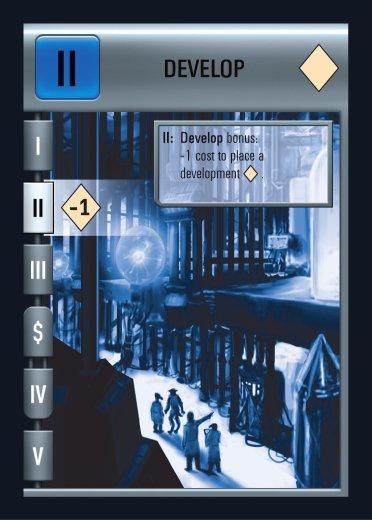 II DEVELOP
II: Develop bonus:
-1 cost to place a
development .
I
II -1
III
$
IV
V